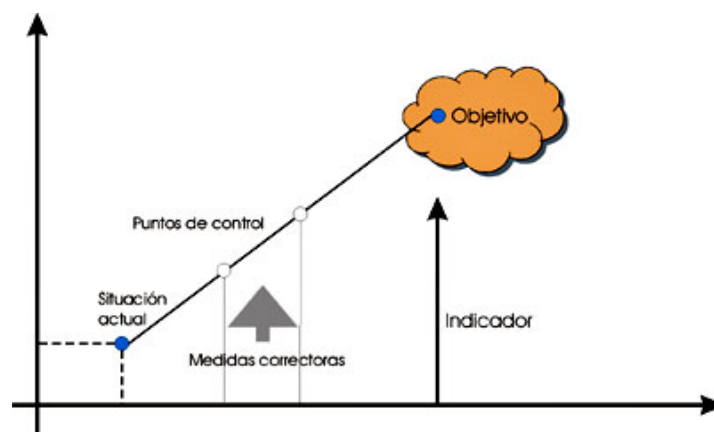 Objetivo
Puntos de control
Situación
actual
Indicador
Medidas correctoras